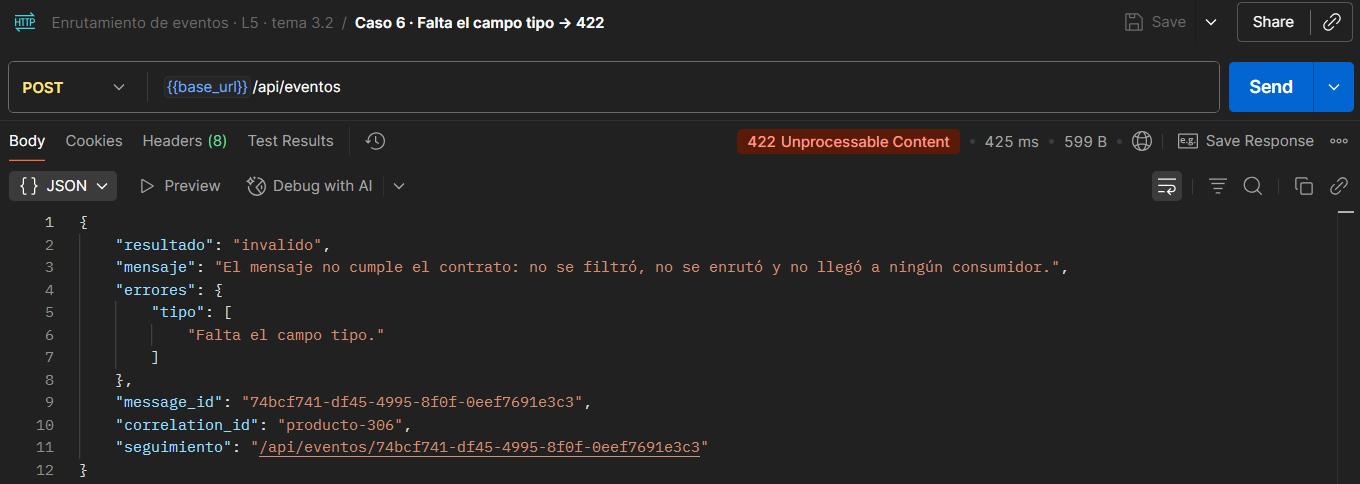 HTTP Enrutamiento de eventos · L5 · tema 3.2 / Caso 6 · Falta el campo tipo → 422 Save Share
POST {{base_url}} /api/eventos Send
Body Cookies Headers (8) Test Results 422 Unprocessable Content • 425 ms • 599 B • e.g. Save Response
{} JSON Preview Debug with AI
1 {
2 "resultado": "invalido",
3 "mensaje": "El mensaje no cumple el contrato: no se filtró, no se enrutó y no llegó a ningún consumidor.",
4 "errores": {
5 "tipo": [
6 "Falta el campo tipo."
7 ]
8 },
9 "message_id": "74bcf741-df45-4995-8f0f-0eef7691e3c3",
10 "correlation_id": "producto-306",
11 "seguimiento": "/api/eventos/74bcf741-df45-4995-8f0f-0eef7691e3c3"
12 }